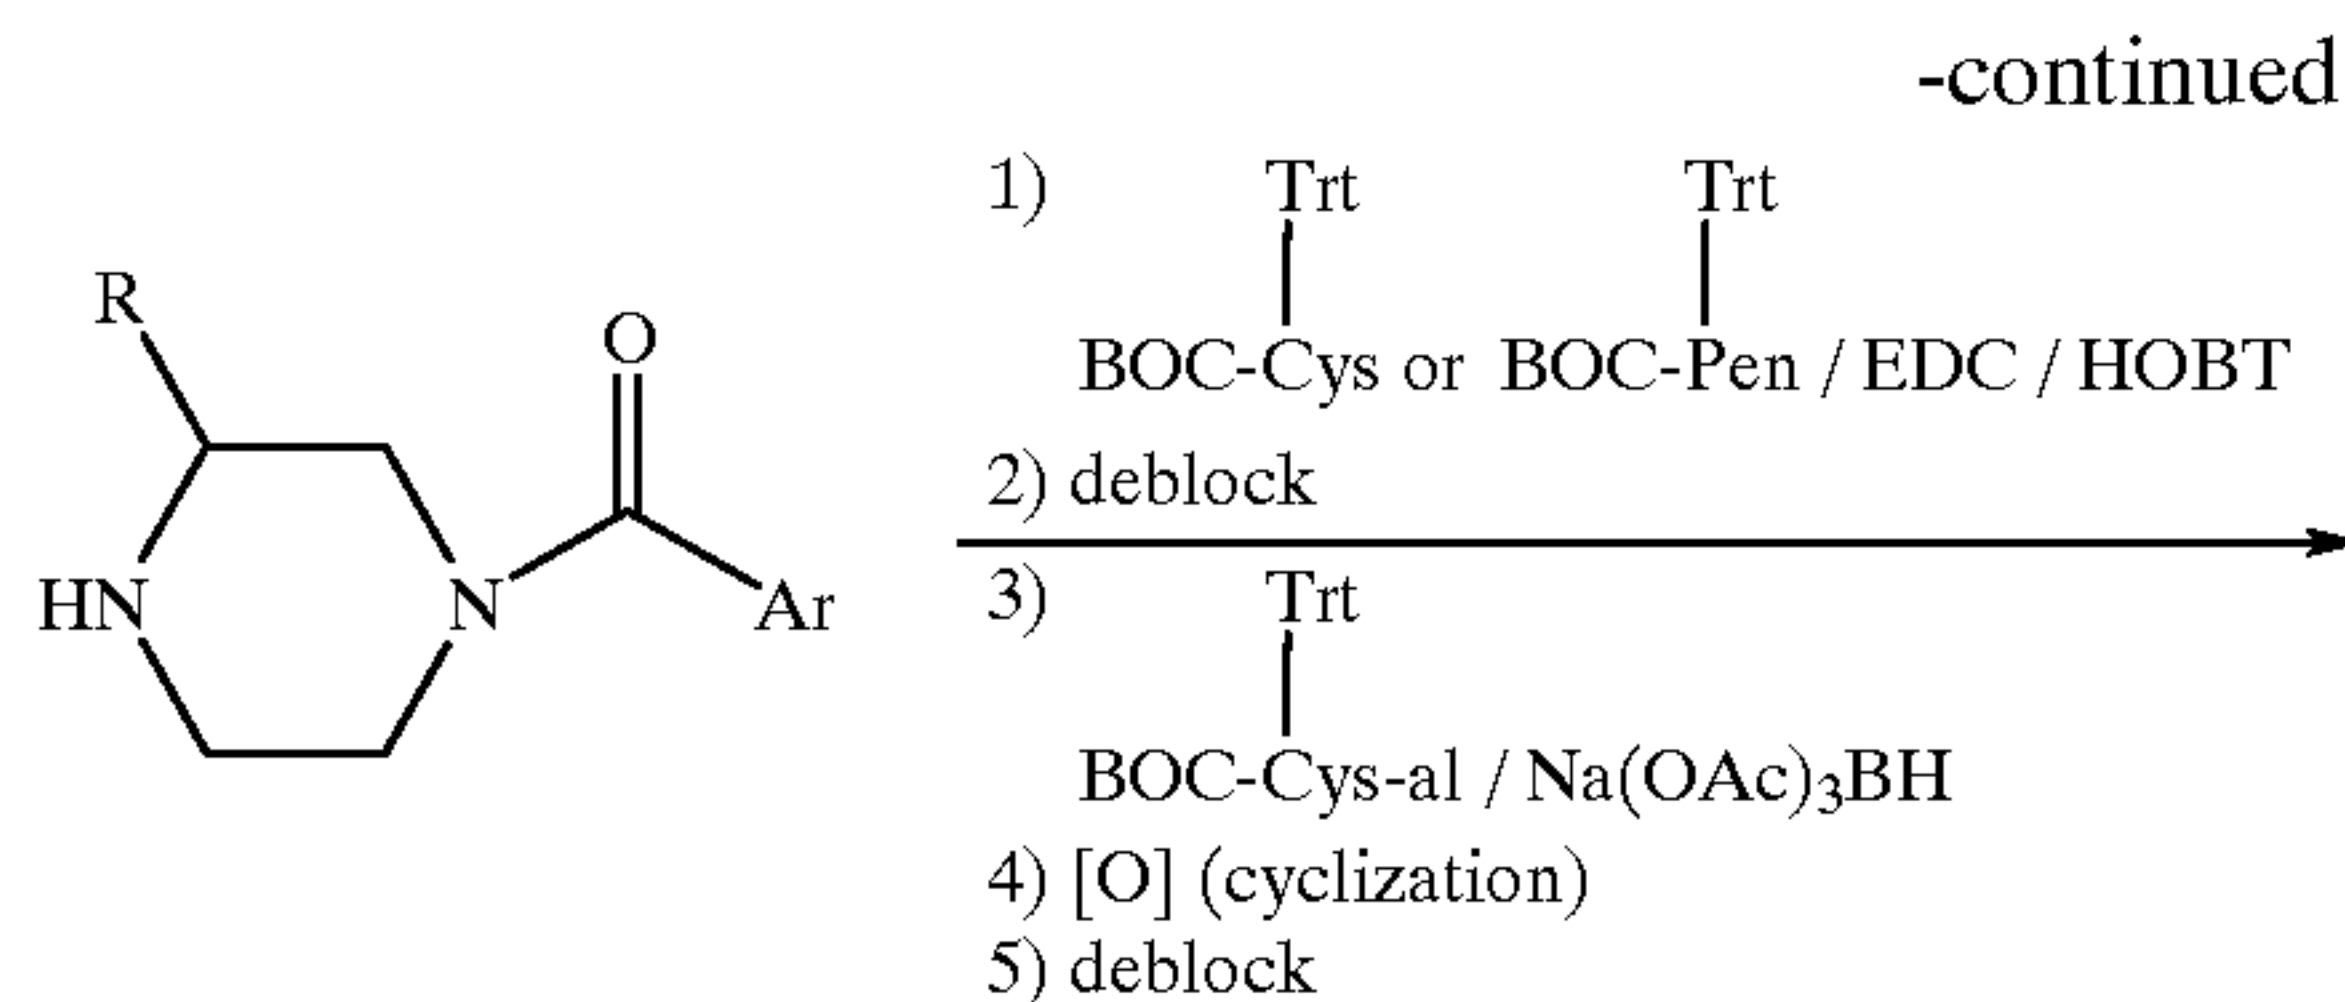 -continued
1) Trt Trt
BOC-Cys or BOC-Pen / EDC / HOBT
2) deblock
3) Trt
BOC-Cys-al / Na(OAc)₃BH
4) [O] (cyclization)
5) deblock
R
O
HN N Ar